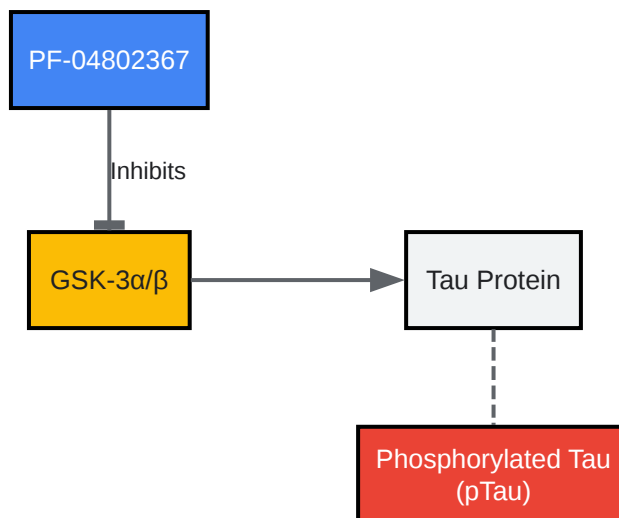 PF-04802367
Inhibits
GSK-3α/β
Tau Protein
Phosphorylated Tau
(pTau)